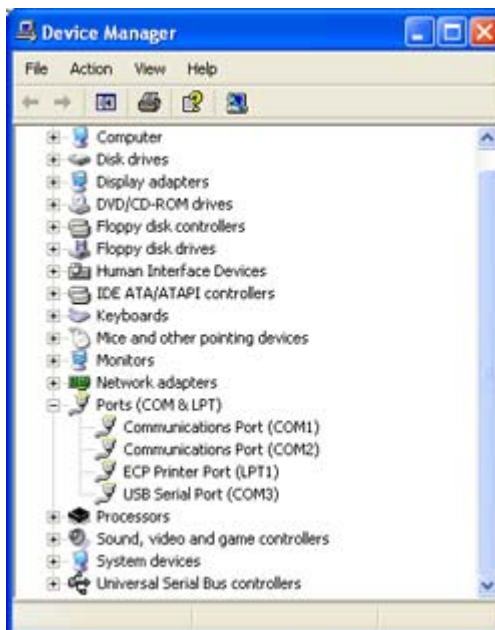 Device Manager
File Action View Help
Computer
Disk drives
Display adapters
DVD/CD-ROM drives
Floppy disk controllers
Floppy disk drives
Human Interface Devices
IDE ATA/ATAPI controllers
Keyboards
Mice and other pointing devices
Monitors
Network adapters
Ports (COM & LPT)
Communications Port (COM1)
Communications Port (COM2)
ECP Printer Port (LPT1)
USB Serial Port (COM3)
Processors
Sound, video and game controllers
System devices
Universal Serial Bus controllers